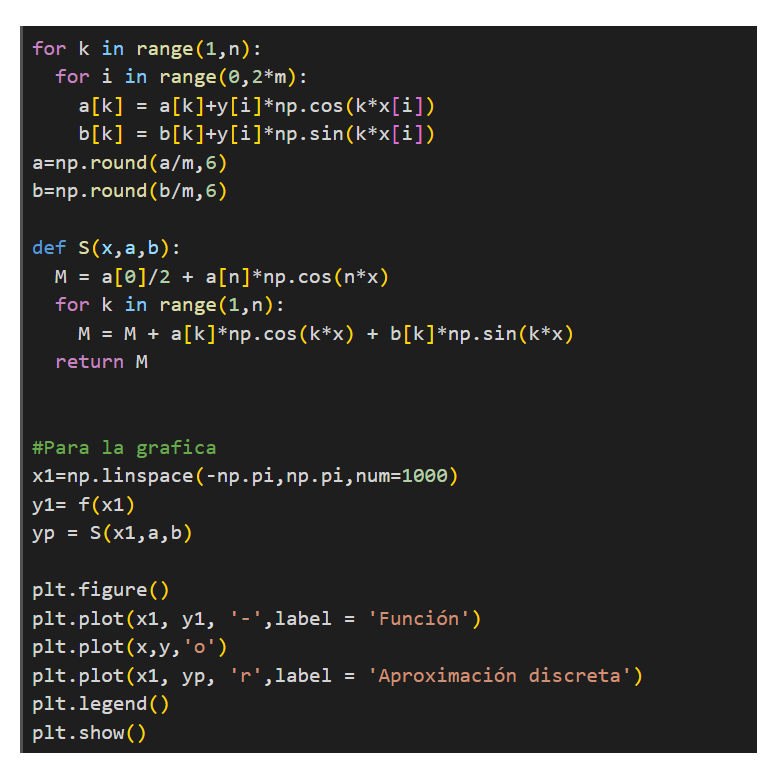 for k in range(1,n):
  for i in range(0,2*m):
    a[k] = a[k]+y[i]*np.cos(k*x[i])
    b[k] = b[k]+y[i]*np.sin(k*x[i])
a=np.round(a/m,6)
b=np.round(b/m,6)

def S(x,a,b):
  M = a[0]/2 + a[n]*np.cos(n*x)
  for k in range(1,n):
    M = M + a[k]*np.cos(k*x) + b[k]*np.sin(k*x)
  return M

#Para la grafica
x1=np.linspace(-np.pi,np.pi,num=1000)
y1= f(x1)
yp = S(x1,a,b)

plt.figure()
plt.plot(x1, y1, '-',label = 'Función')
plt.plot(x,y,'o')
plt.plot(x1, yp, 'r',label = 'Aproximación discreta')
plt.legend()
plt.show()